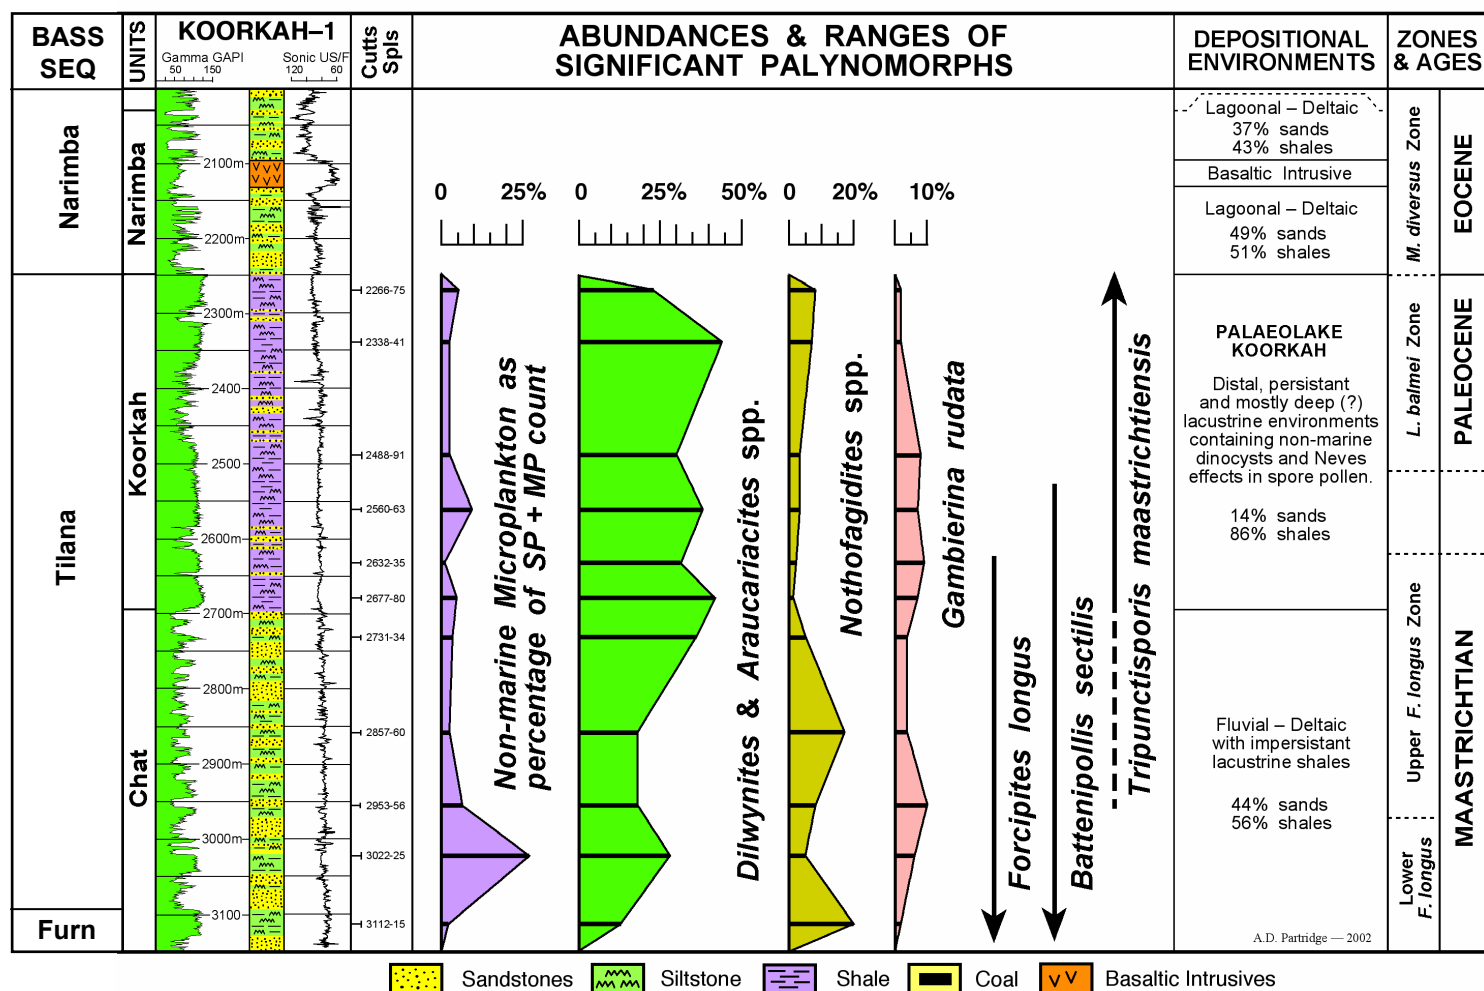 BASS
SEQ
UNITS
KOORKAH–1
Gamma GAPI
Sonic US/F
50 150
120 60
Cutts
Spls
ABUNDANCES & RANGES OF
SIGNIFICANT PALYNOMORPHS
DEPOSITIONAL
ENVIRONMENTS
ZONES
& AGES
Narimba
Tilana
Furn
Narimba
Koorkah
Chat
2100m
2200m
2300m
2400
2500
2600m
2700m
2800m
2900m
3000m
3100
2266-75
2338-41
2488-91
2560-63
2632-35
2677-80
2731-34
2857-60
2953-56
3022-25
3112-15
0 25%
0 25% 50%
0 20%
10%
Non-marine Microplankton as
percentage of SP + MP count
Dilwynites & Araucariacites spp.
Nothofagidites spp.
Gambierina rudata
Forcipites longus
Battenipollis sectilis
Tripunctisporis maastrichtiensis
Lagoonal – Deltaic
37% sands
43% shales
Basaltic Intrusive
Lagoonal – Deltaic
49% sands
51% shales
PALAEOLAKE
KOORKAH
Distal, persistant
and mostly deep (?)
lacustrine environments
containing non-marine
dinocysts and Neves
effects in spore pollen.
14% sands
86% shales
Fluvial – Deltaic
with impersistant
lacustrine shales
44% sands
56% shales
A.D. Partridge — 2002
M. diversus Zone
L. balmei Zone
Upper F. longus Zone
Lower
F. longus
EOCENE
PALEOCENE
MAASTRICHTIAN
Sandstones
Siltstone
Shale
Coal
Basaltic Intrusives